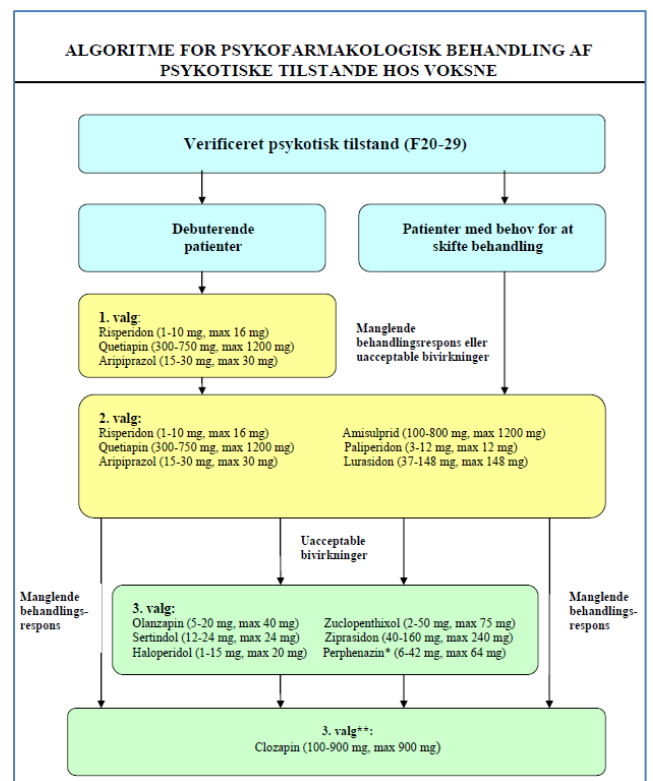 ALGORITME FOR PSYKOFARMAKOLOGISK BEHANDLING AF
PSYKOTISKE TILSTANDE HOS VOKSNE
Verificeret psykotisk tilstand (F20-29)
Debuterende
patienter
Patienter med behov for at
skifte behandling
1. valg:
Risperidon (1-10 mg, max 16 mg)
Quetiapin (300-750 mg, max 1200 mg)
Aripiprazol (15-30 mg, max 30 mg)
Manglende
behandlingsrespons eller
uacceptable bivirkninger
2. valg:
Risperidon (1-10 mg, max 16 mg)
Quetiapin (300-750 mg, max 1200 mg)
Aripiprazol (15-30 mg, max 30 mg)
Amisulprid (100-800 mg, max 1200 mg)
Paliperidon (3-12 mg, max 12 mg)
Lurasidon (37-148 mg, max 148 mg)
Uacceptable
bivirkninger
Manglende
behandlings-
respons
3. valg:
Olanzapin (5-20 mg, max 40 mg)
Sertindol (12-24 mg, max 24 mg)
Haloperidol (1-15 mg, max 20 mg)
Zuclopenthixol (2-50 mg, max 75 mg)
Ziprasidon (40-160 mg, max 240 mg)
Perphenazin* (6-42 mg, max 64 mg)
Manglende
behandlings-
respons
3. valg**:
Clozapin (100-900 mg, max 900 mg)